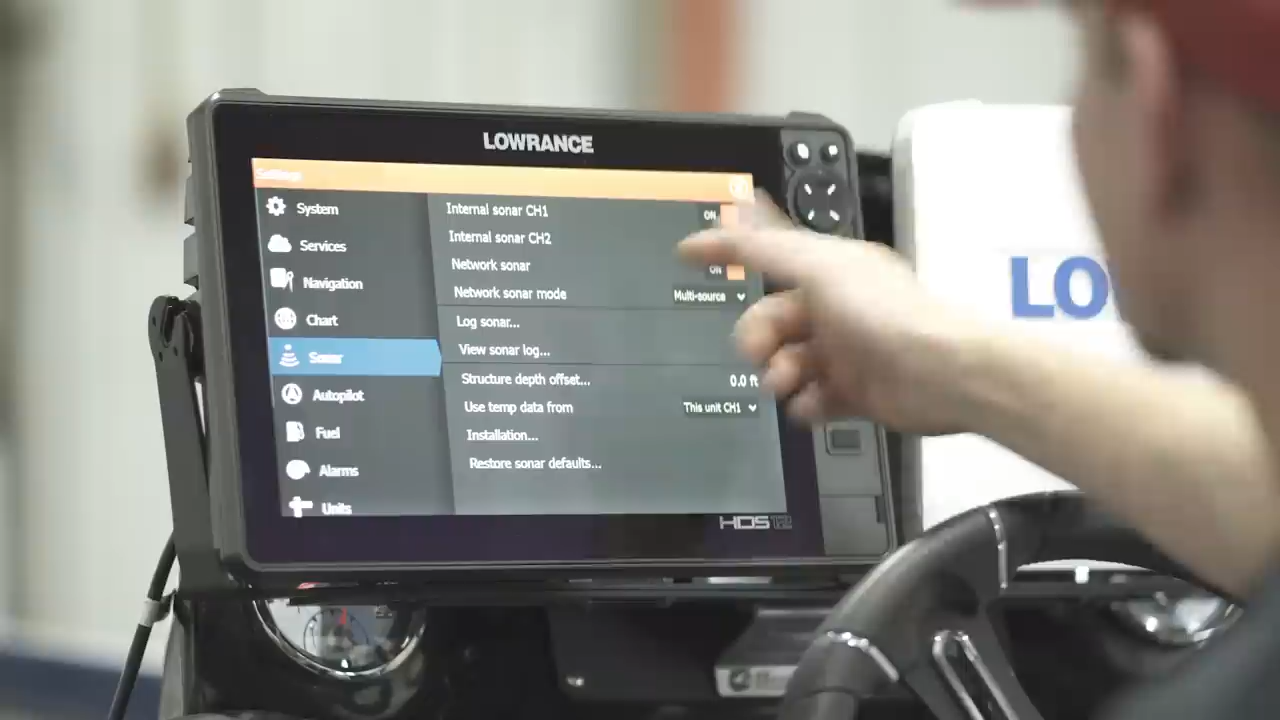 LOWRANCE
Settings
System
Services
Navigation
Chart
Sonar
Autopilot
Fuel
Alarms
Units
Internal sonar CH1
ON
Internal sonar CH2
Network sonar
ON
Network sonar mode
Multi-source
Log sonar...
View sonar log...
Structure depth offset...
0.0 ft
Use temp data from
This unit CH1
Installation...
Restore sonar defaults...
HDS 12
LO